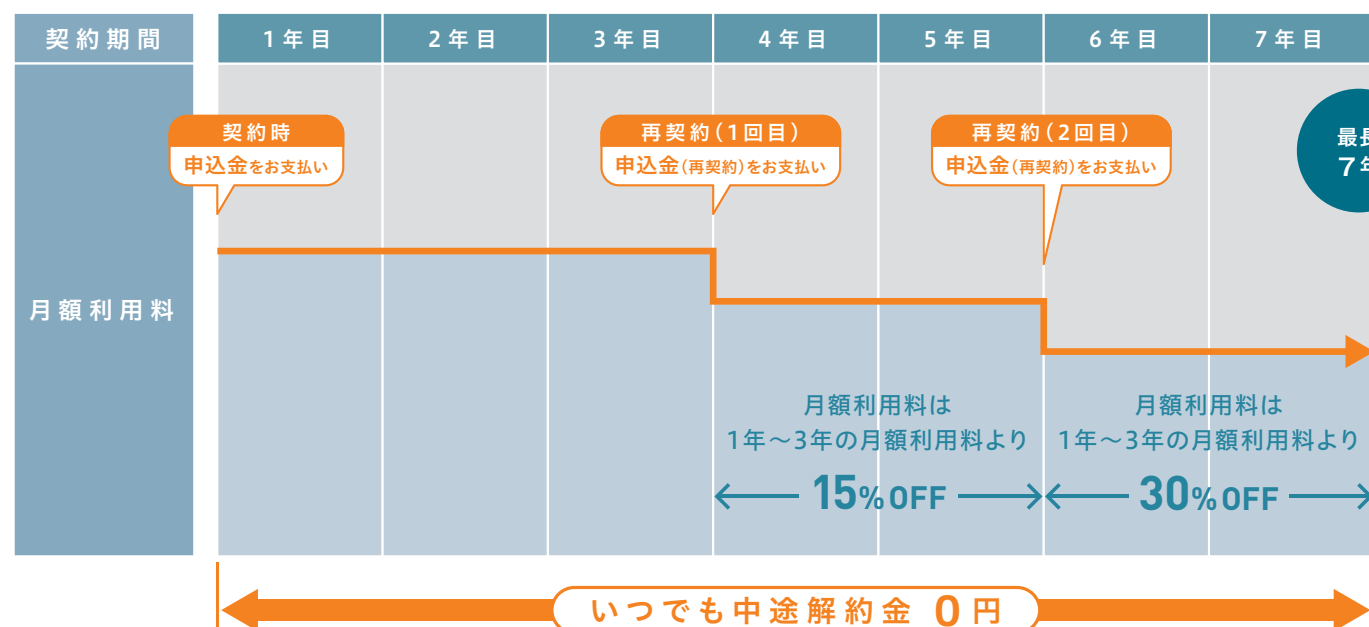 契約期間
1年目
2年目
3年目
4年目
5年目
6年目
7年目
契約時
申込金をお支払い
再契約(1回目)
申込金(再契約)をお支払い
再契約(2回目)
申込金(再契約)をお支払い
最長
7年
月額利用料
月額利用料は
1年〜3年の月額利用料より
15%OFF
月額利用料は
1年〜3年の月額利用料より
30%OFF
いつでも中途解約金 0円